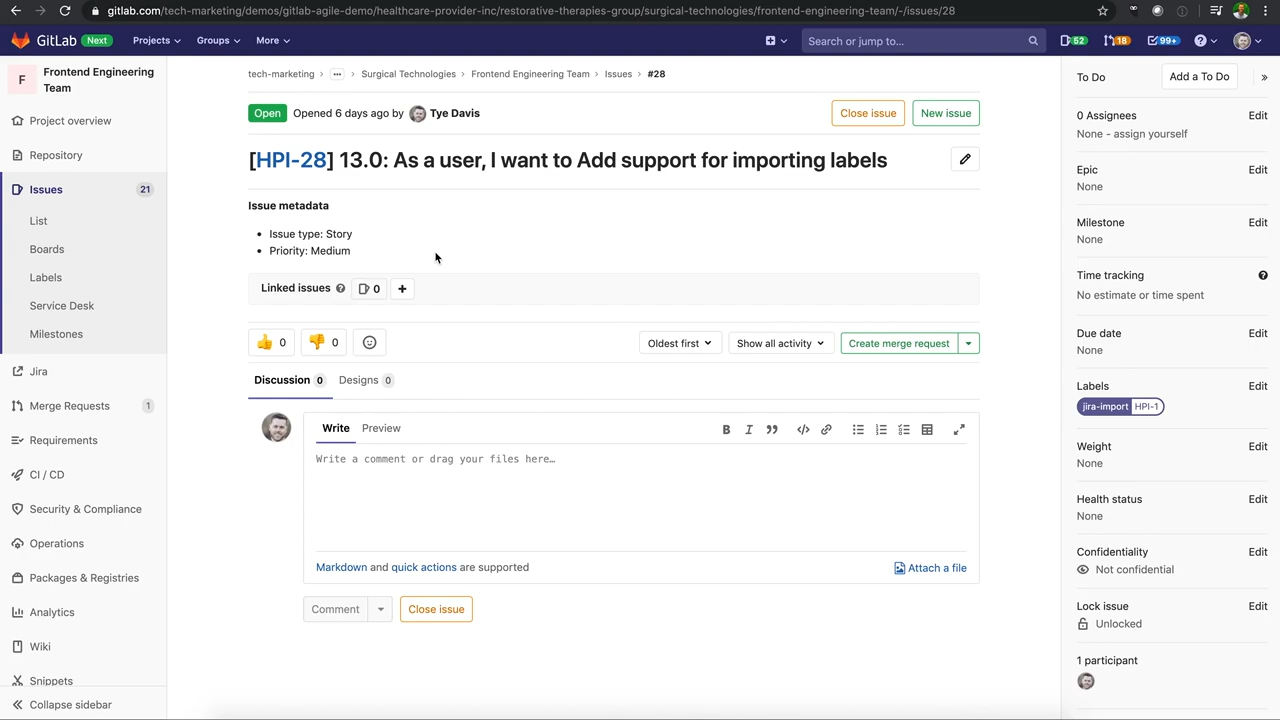 gitlab.com/tech-marketing/demos/gitlab-agile-demo/healthcare-provider-inc/restorative-therapies-group/surgical-technologies/frontend-engineering-team/-/issues/28
GitLab Next Projects Groups More Search or jump to... 52 18 99+
F Frontend Engineering Team
Project overview
Repository
Issues 21
List
Boards
Labels
Service Desk
Milestones
Jira
Merge Requests 1
Requirements
CI / CD
Security & Compliance
Operations
Packages & Registries
Analytics
Wiki
Snippets
Collapse sidebar
tech-marketing › ... › Surgical Technologies › Frontend Engineering Team › Issues › #28
Open Opened 6 days ago by Tye Davis Close issue New issue
[HPI-28] 13.0: As a user, I want to Add support for importing labels
Issue metadata
• Issue type: Story
• Priority: Medium
Linked issues 0 +
👍 0 👎 0 Oldest first Show all activity Create merge request
Discussion 0 Designs 0
Write Preview
Write a comment or drag your files here…
Markdown and quick actions are supported Attach a file
Comment Close issue
To Do Add a To Do »
0 Assignees Edit
None - assign yourself
Epic Edit
None
Milestone Edit
None
Time tracking
No estimate or time spent
Due date Edit
None
Labels Edit
jira-import HPI-1
Weight Edit
None
Health status Edit
None
Confidentiality Edit
Not confidential
Lock issue Edit
Unlocked
1 participant